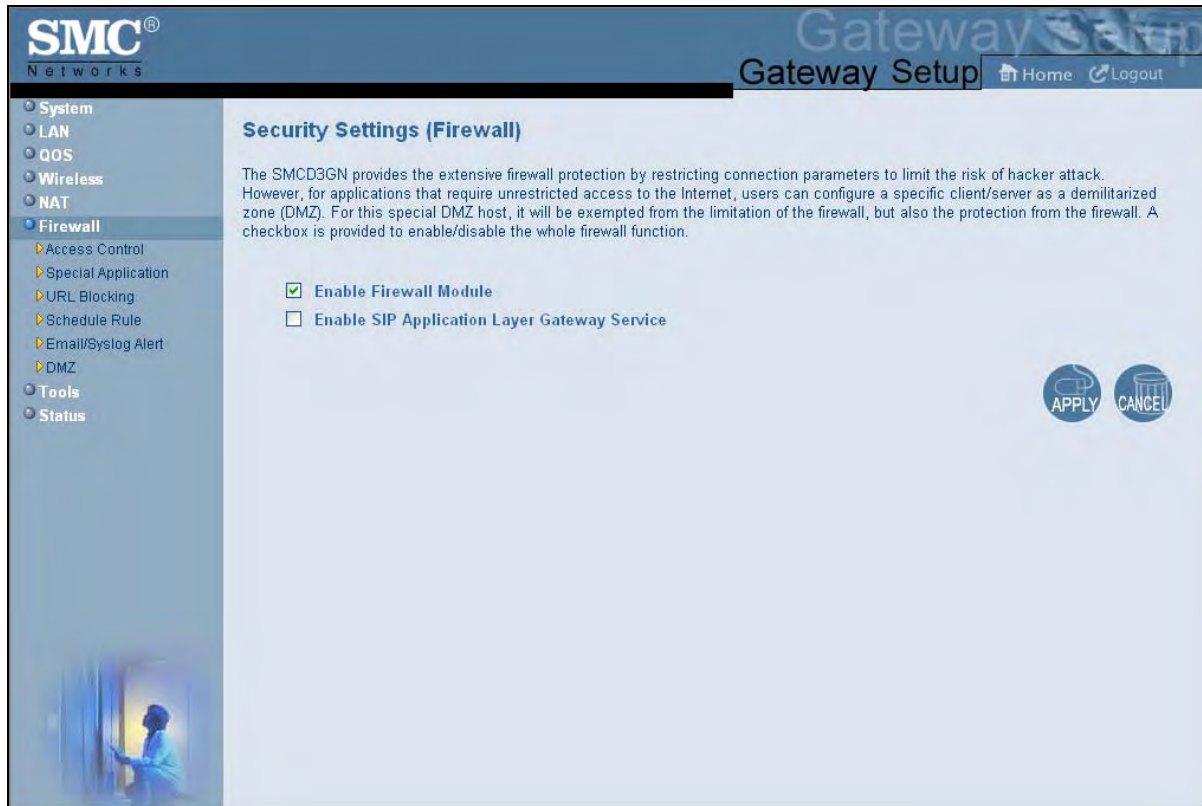 SMC®
Networks
Gateway Setup
Gateway Setup
Home
Logout
System
LAN
QOS
Wireless
NAT
Firewall
Access Control
Special Application
URL Blocking
Schedule Rule
Email/Syslog Alert
DMZ
Tools
Status
Security Settings (Firewall)
The SMCD3GN provides the extensive firewall protection by restricting connection parameters to limit the risk of hacker attack.
However, for applications that require unrestricted access to the Internet, users can configure a specific client/server as a demilitarized
zone (DMZ). For this special DMZ host, it will be exempted from the limitation of the firewall, but also the protection from the firewall. A
checkbox is provided to enable/disable the whole firewall function.
Enable Firewall Module
Enable SIP Application Layer Gateway Service
APPLY
CANCEL